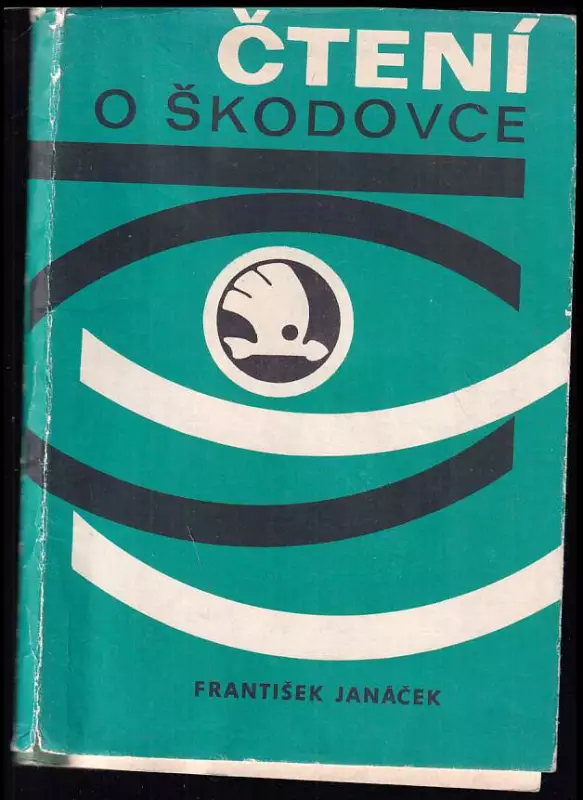 ČTENÍ
O ŠKODOVCE
FRANTIŠEK JANÁČEK